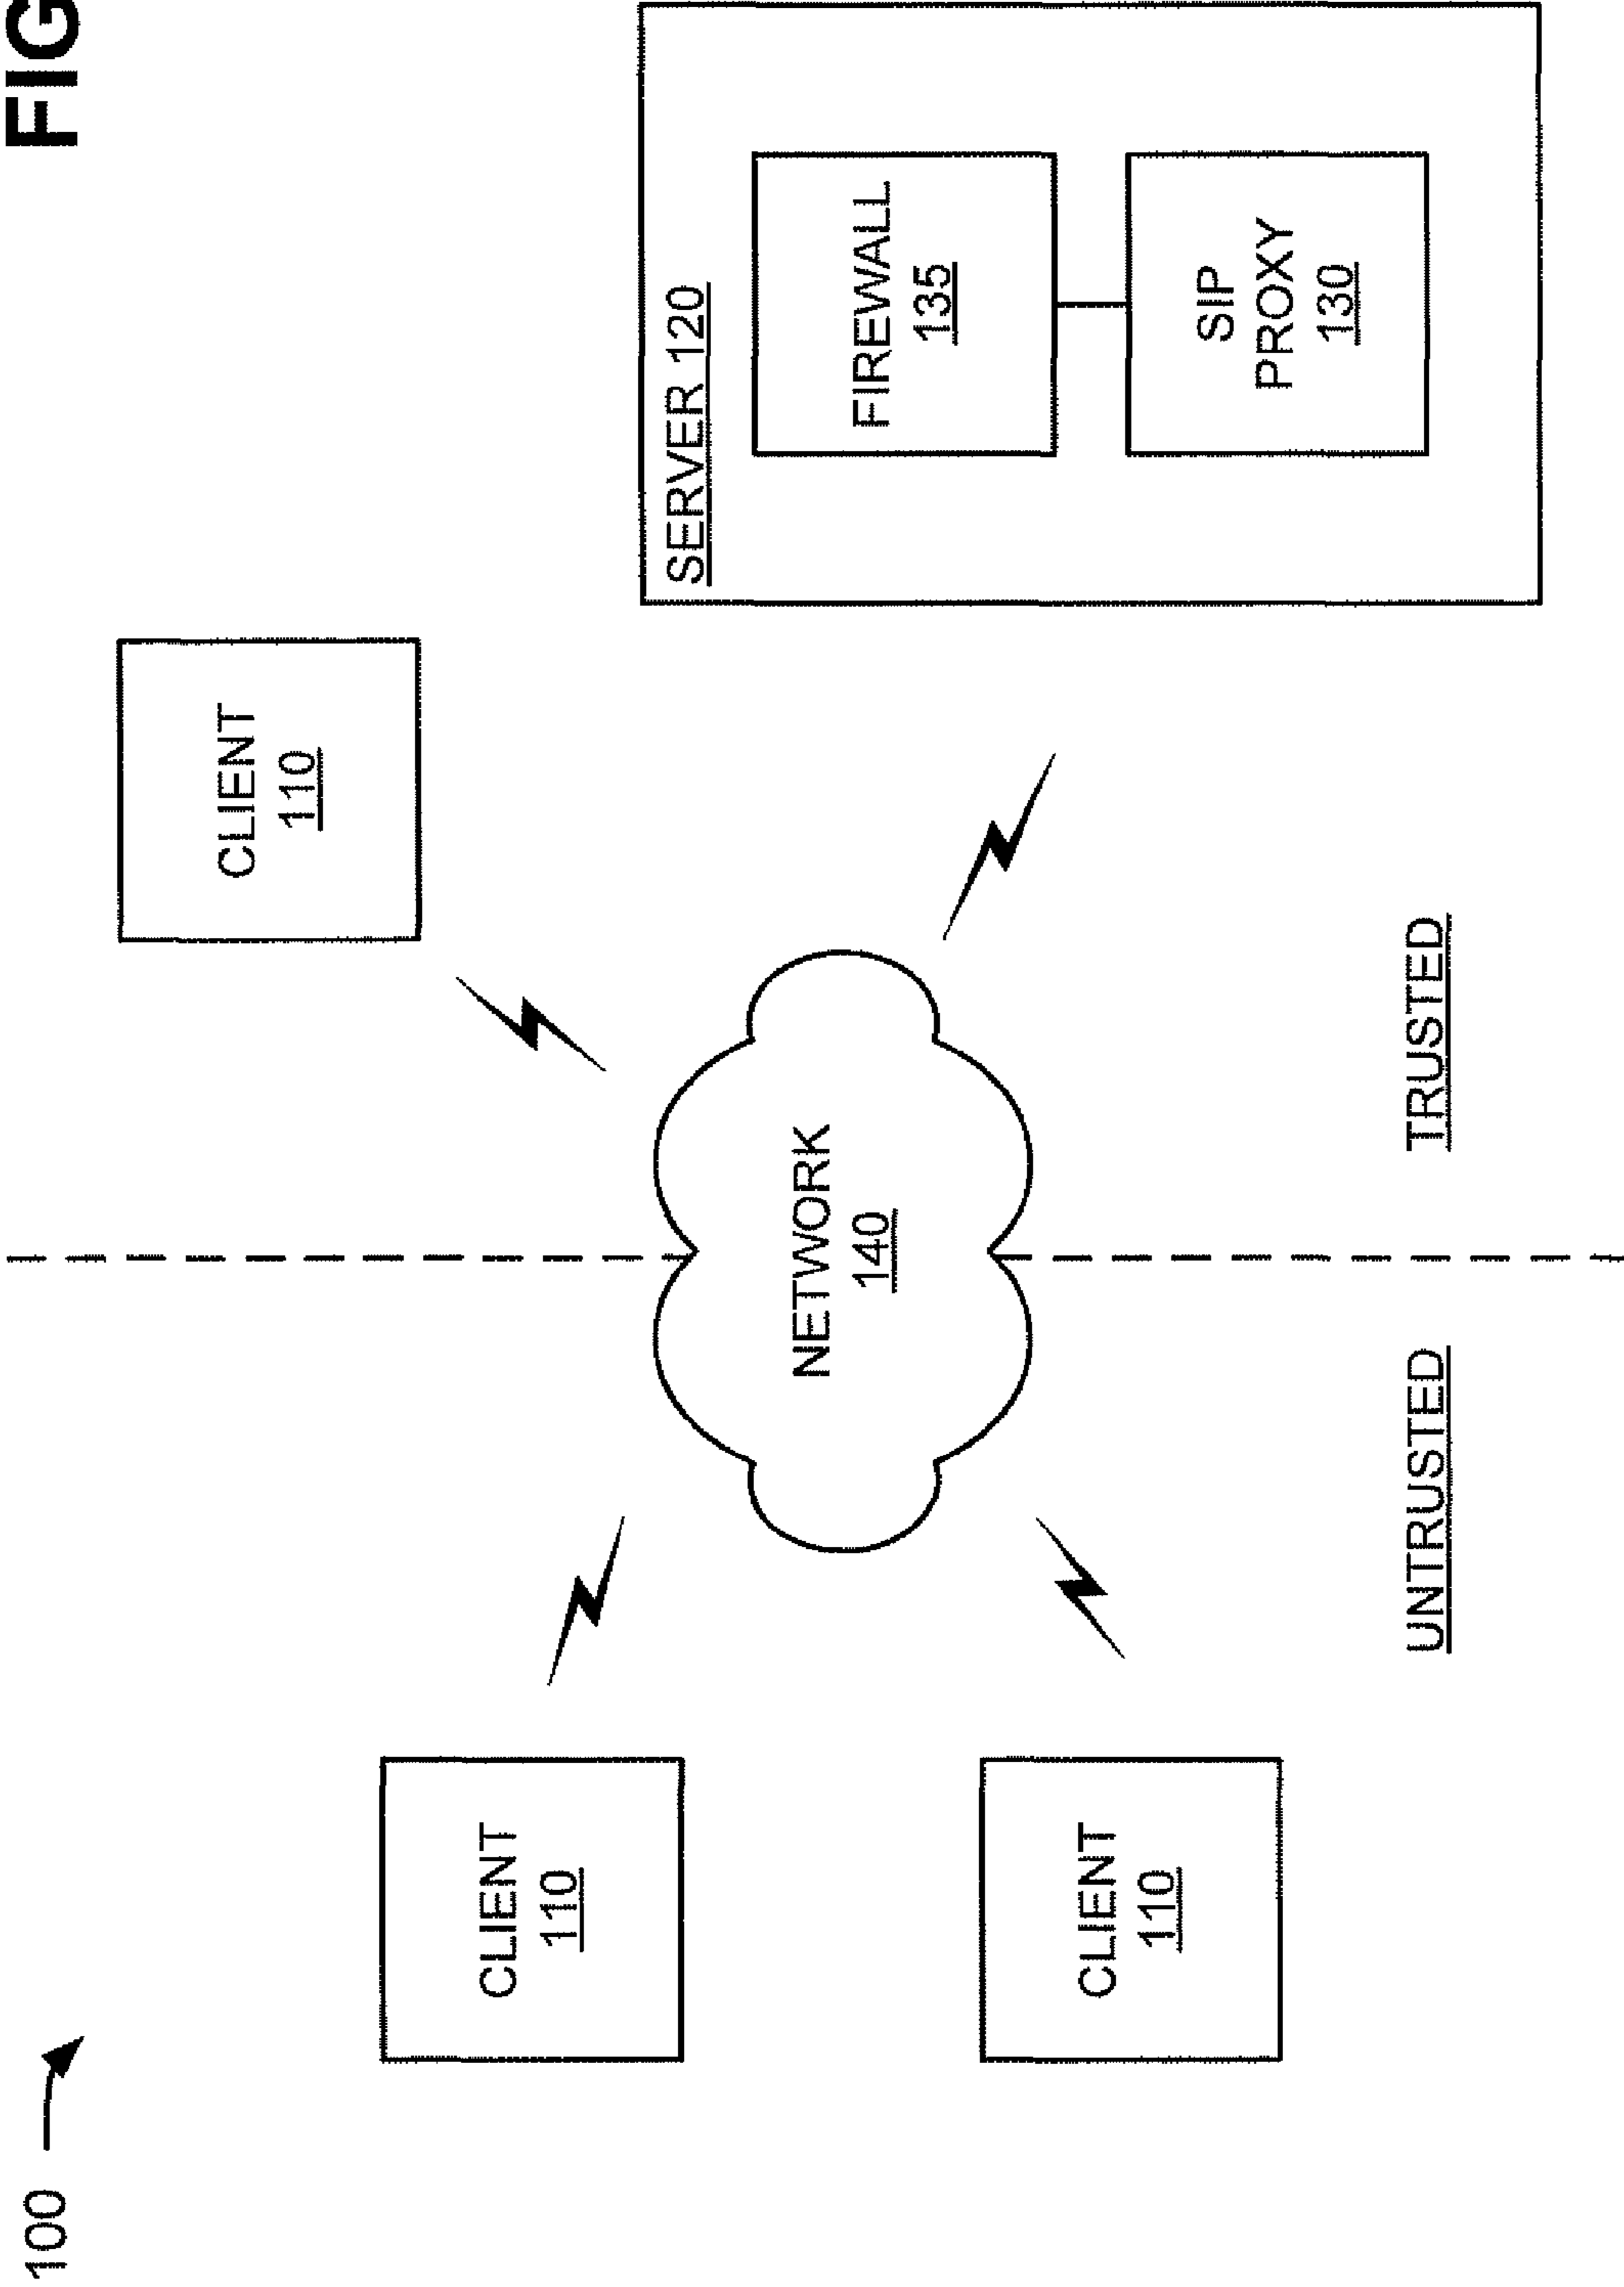 FIG
100
CLIENT
110
CLIENT
110
NETWORK
140
CLIENT
110
SERVER 120
FIREWALL
135
SIP
PROXY
130
UNTRUSTED
TRUSTED